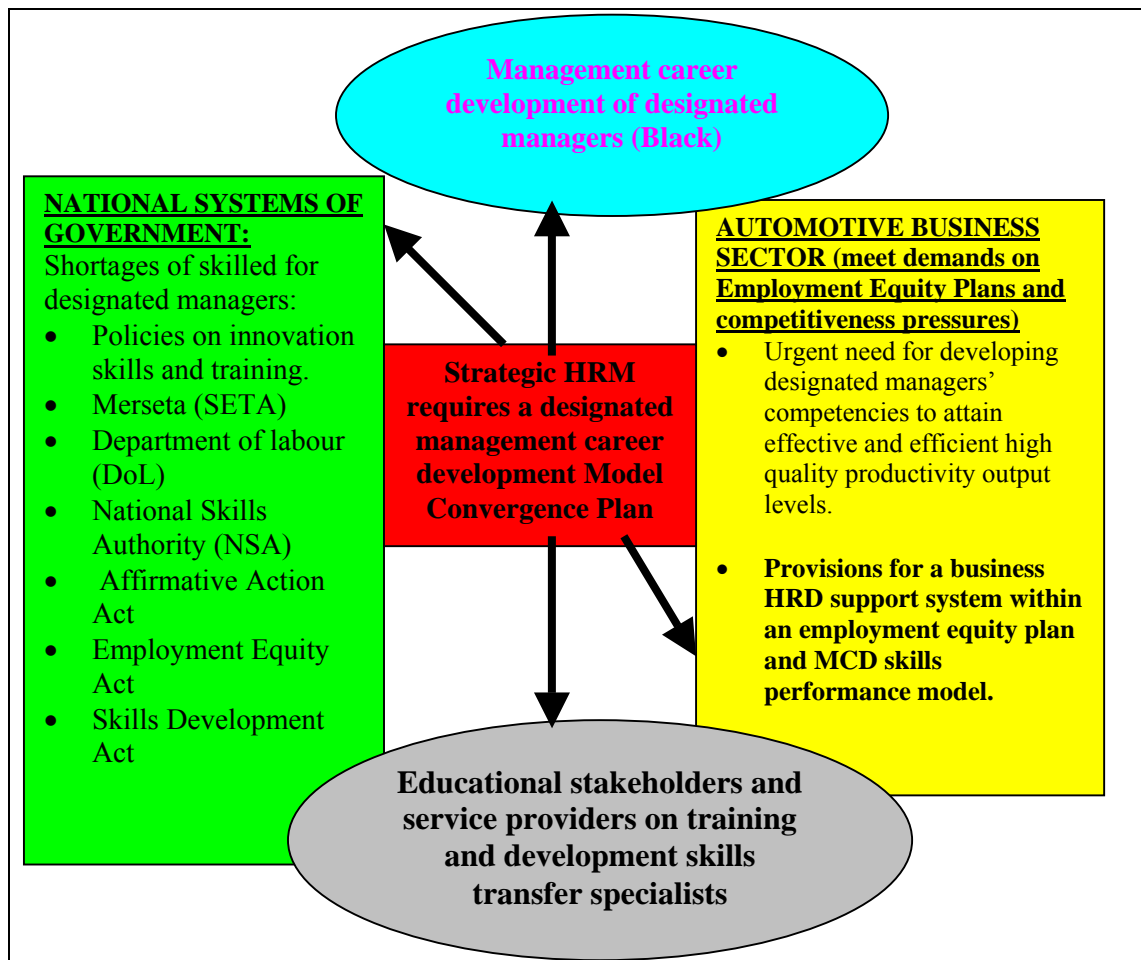 Management career
development of designated
managers (Black)
NATIONAL SYSTEMS OF
GOVERNMENT:
Shortages of skilled for
designated managers:
• Policies on innovation
skills and training.
• Merseta (SETA)
• Department of labour
(DoL)
• National Skills
Authority (NSA)
• Affirmative Action
Act
• Employment Equity
Act
• Skills Development
Act
Strategic HRM
requires a designated
management career
development Model
Convergence Plan
AUTOMOTIVE BUSINESS
SECTOR (meet demands on
Employment Equity Plans and
competitiveness pressures)
• Urgent need for developing
designated managers’
competencies to attain
effective and efficient high
quality productivity output
levels.
• Provisions for a business
HRD support system within
an employment equity plan
and MCD skills
performance model.
Educational stakeholders and
service providers on training
and development skills
transfer specialists